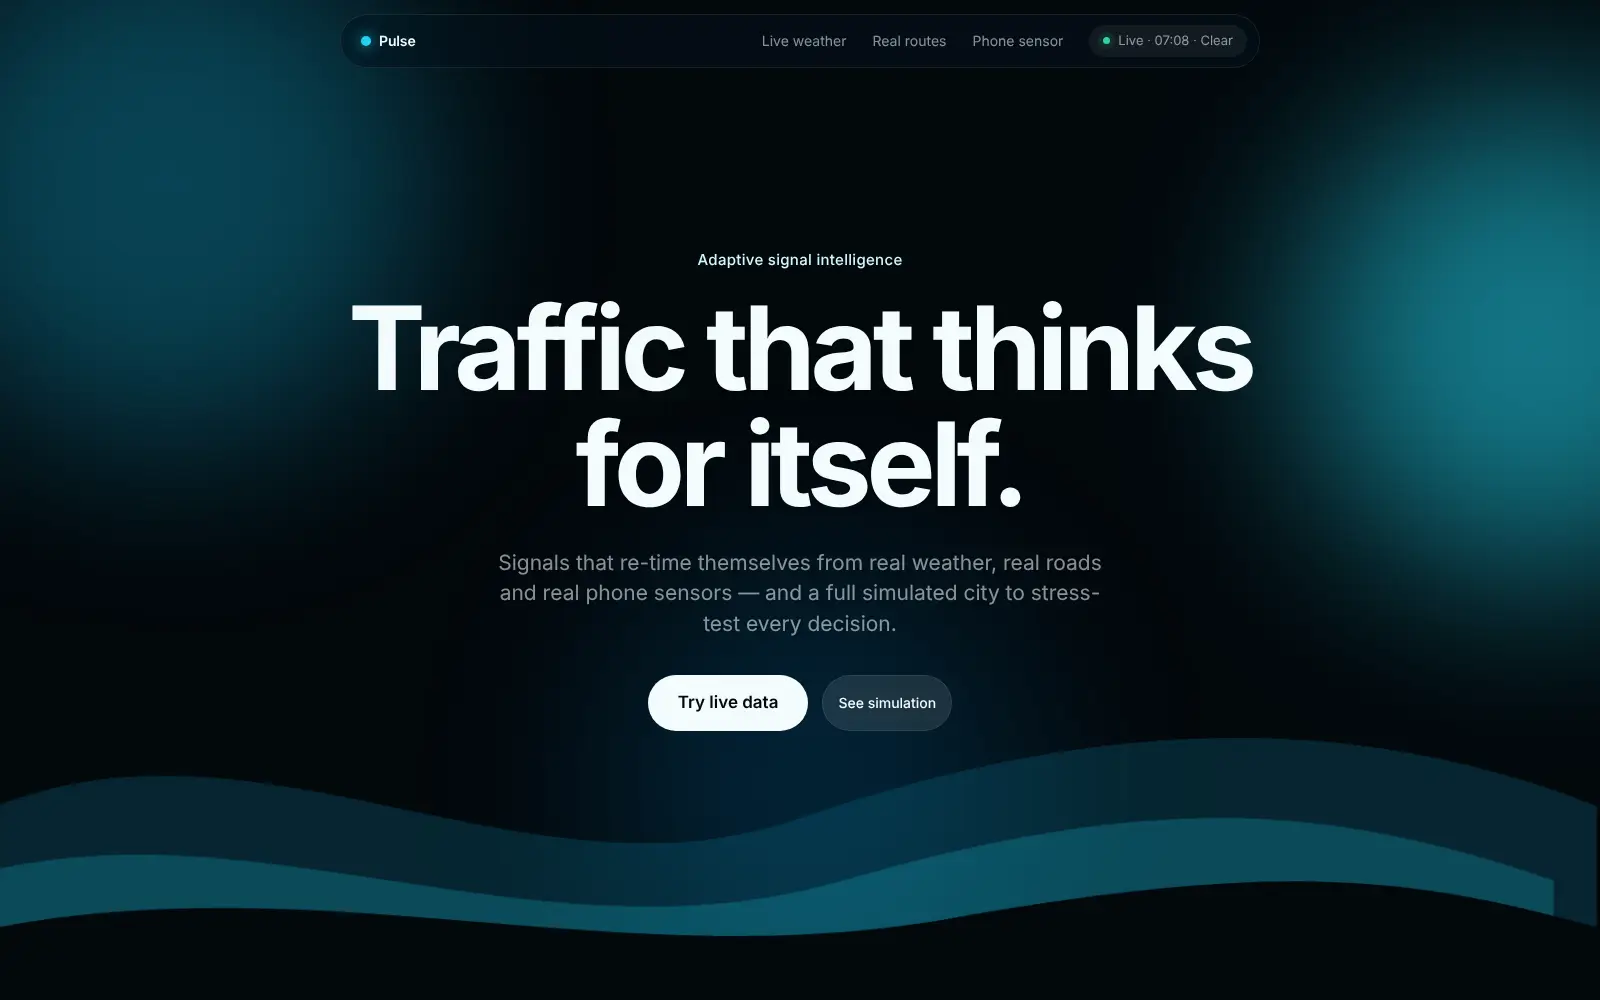 Pulse
Live weather
Real routes
Phone sensor
Live · 07:08 · Clear
Adaptive signal intelligence
Traffic that thinks
for itself.
Signals that re-time themselves from real weather, real roads
and real phone sensors — and a full simulated city to stress-
test every decision.
Try live data
See simulation